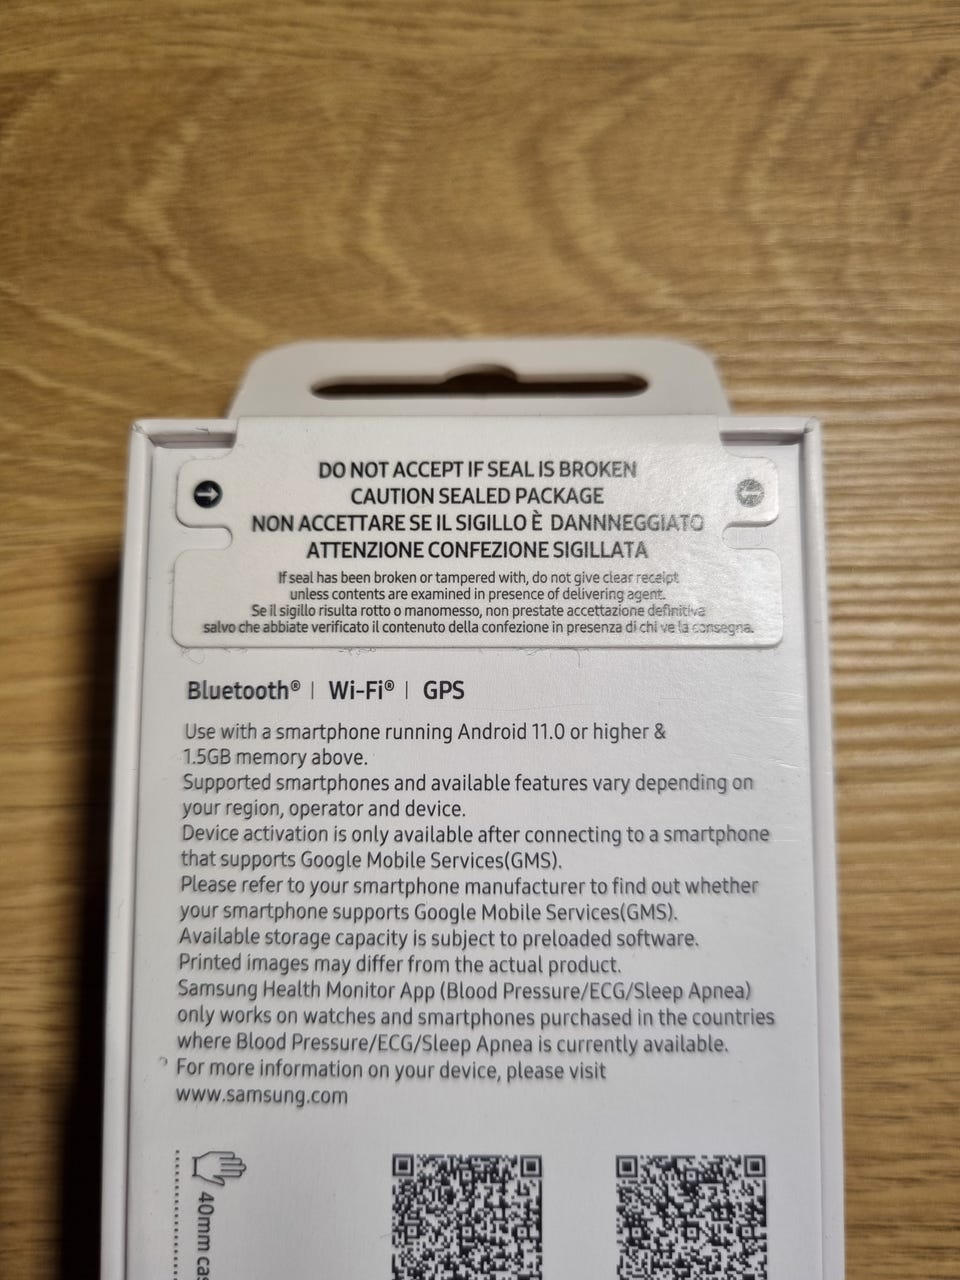 DO NOT ACCEPT IF SEAL IS BROKEN
CAUTION SEALED PACKAGE
NON ACCETTARE SE IL SIGILLO È DANNNEGGIATO
ATTENZIONE CONFEZIONE SIGILLATA
If seal has been broken or tampered with, do not give clear receipt
unless contents are examined in presence of delivering agent.
Se il sigillo risulta rotto o manomesso, non prestate accettazione definitiva
salvo che abbiate verificato il contenuto della confezione in presenza di chi ve la consegna.
Bluetooth® | Wi-Fi® | GPS
Use with a smartphone running Android 11.0 or higher &
1.5GB memory above.
Supported smartphones and available features vary depending on
your region, operator and device.
Device activation is only available after connecting to a smartphone
that supports Google Mobile Services(GMS).
Please refer to your smartphone manufacturer to find out whether
your smartphone supports Google Mobile Services(GMS).
Available storage capacity is subject to preloaded software.
Printed images may differ from the actual product.
Samsung Health Monitor App (Blood Pressure/ECG/Sleep Apnea)
only works on watches and smartphones purchased in the countries
where Blood Pressure/ECG/Sleep Apnea is currently available.
For more information on your device, please visit
www.samsung.com
40mm